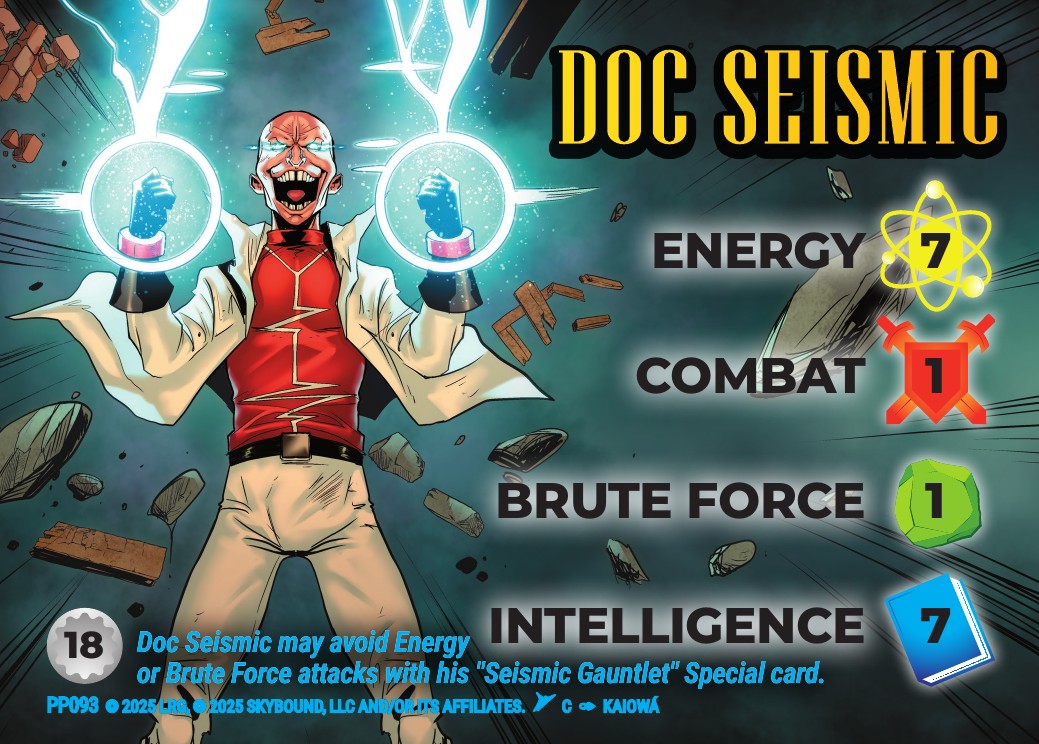 DOC SEISMIC
ENERGY 7
COMBAT 1
BRUTE FORCE 1
INTELLIGENCE 7
18
Doc Seismic may avoid Energy
or Brute Force attacks with his "Seismic Gauntlet" Special card.
PP093 © 2025 LRG, © 2025 SKYBOUND, LLC AND/OR ITS AFFILIATES. C KAIOWÁ